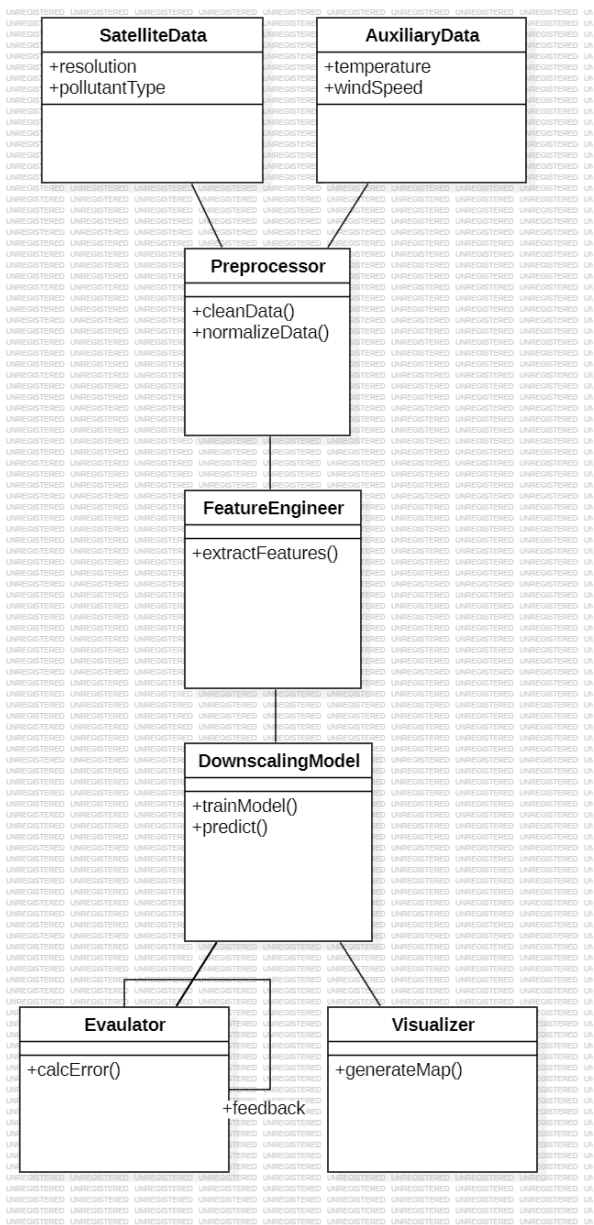 SatelliteData
+resolution
+pollutantType
AuxiliaryData
+temperature
+windSpeed
Preprocessor
+cleanData()
+normalizeData()
FeatureEngineer
+extractFeatures()
DownscalingModel
+trainModel()
+predict()
Evaulator
+calcError()
+feedback
Visualizer
+generateMap()
UNREGISTERED